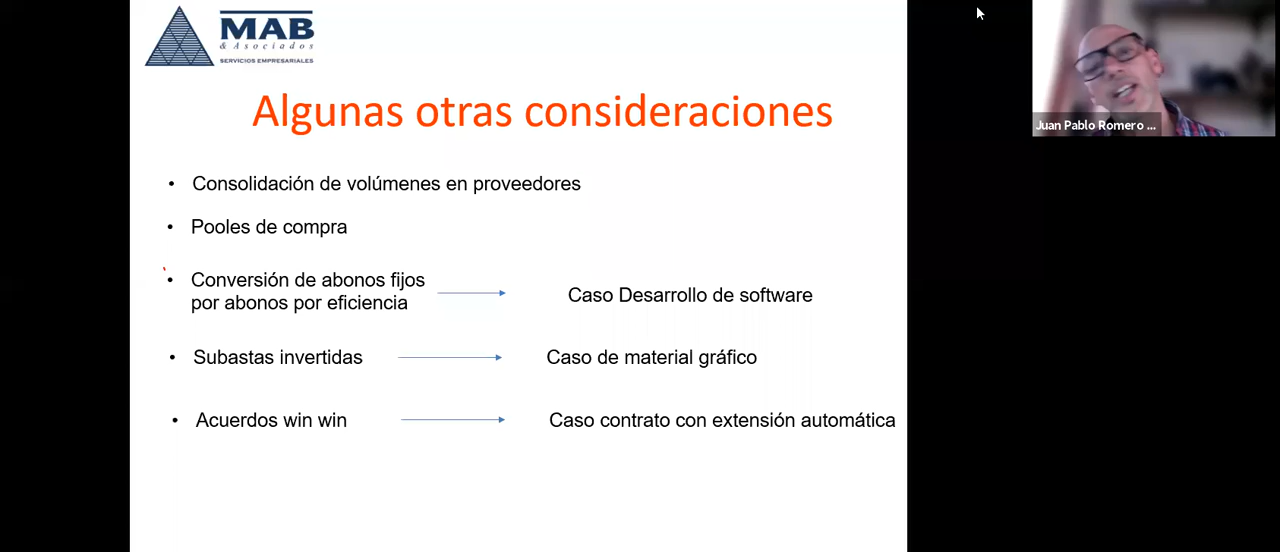 MAB
& Asociados
SERVICIOS EMPRESARIALES
Juan Pablo Romero ...
Algunas otras consideraciones
• Consolidación de volúmenes en proveedores
• Pooles de compra
• Conversión de abonos fijos
por abonos por eficiencia
Caso Desarrollo de software
• Subastas invertidas
Caso de material gráfico
• Acuerdos win win
Caso contrato con extensión automática